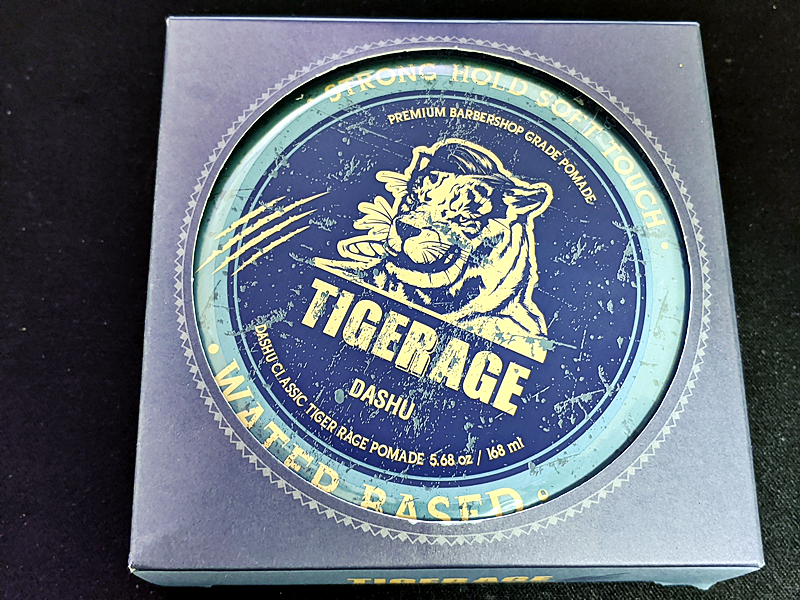 STRONG HOLD SOFT TOUCH
PREMIUM BARBERSHOP GRADE POMADE
TIGERAGE
DASHU
DASHU CLASSIC TIGER RAGE POMADE 5.68 oz / 168 ml
WATER BASED
TIGERAGE